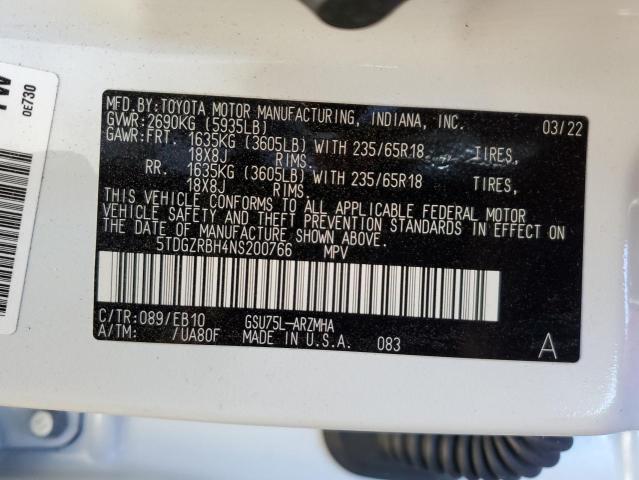 MFD.BY:TOYOTA MOTOR MANUFACTURING, INDIANA, INC. 03/22
GVWR:2690KG (5935LB)
GAWR:FRT. 1635KG (3605LB) WITH 235/65R18 TIRES,
18X8J RIMS.
RR. 1635KG (3605LB) WITH 235/65R18 TIRES,
18X8J RIMS.
THIS VEHICLE CONFORMS TO ALL APPLICABLE FEDERAL MOTOR
VEHICLE SAFETY AND THEFT PREVENTION STANDARDS IN EFFECT ON
THE DATE OF MANUFACTURE SHOWN ABOVE.
5TDGZRBH4NS200766 MPV
C/TR:089/EB10 GSU75L-ARZMHA
A/TM: /UA80F MADE IN U.S.A. 083 A
0E730